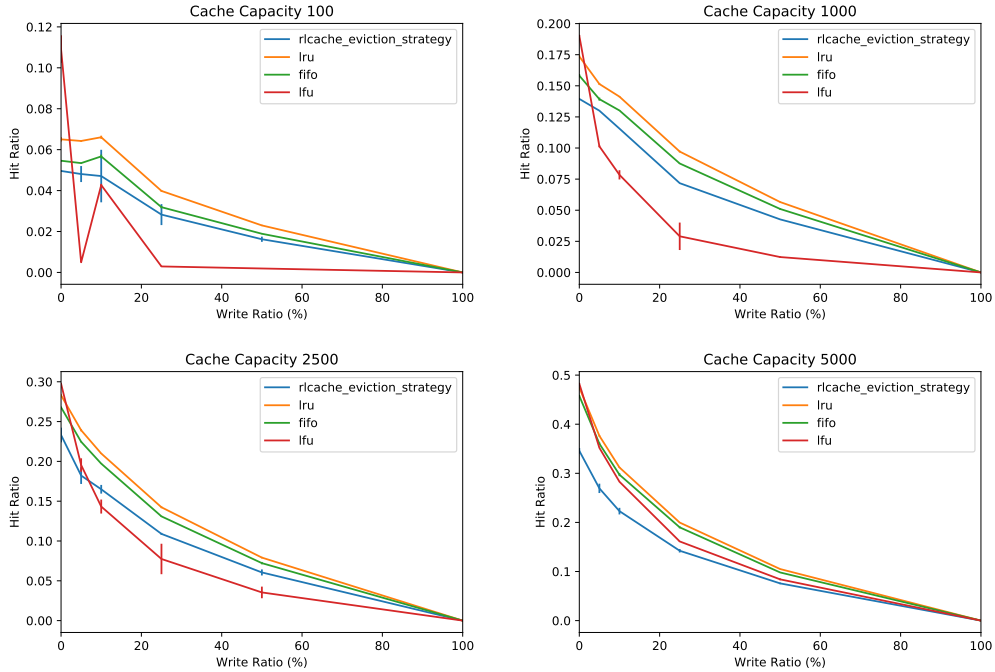 Cache Capacity 100
0.12
0.10
0.08
0.06
0.04
0.02
0.00
Hit Ratio
rlcache_eviction_strategy
lru
fifo
lfu
0 20 40 60 80 100
Write Ratio (%)
Cache Capacity 1000
0.200
0.175
0.150
0.125
0.100
0.075
0.050
0.025
0.000
Hit Ratio
rlcache_eviction_strategy
lru
fifo
lfu
0 20 40 60 80 100
Write Ratio (%)
Cache Capacity 2500
0.30
0.25
0.20
0.15
0.10
0.05
0.00
Hit Ratio
rlcache_eviction_strategy
lru
fifo
lfu
0 20 40 60 80 100
Write Ratio (%)
Cache Capacity 5000
0.5
0.4
0.3
0.2
0.1
0.0
Hit Ratio
rlcache_eviction_strategy
lru
fifo
lfu
0 20 40 60 80 100
Write Ratio (%)